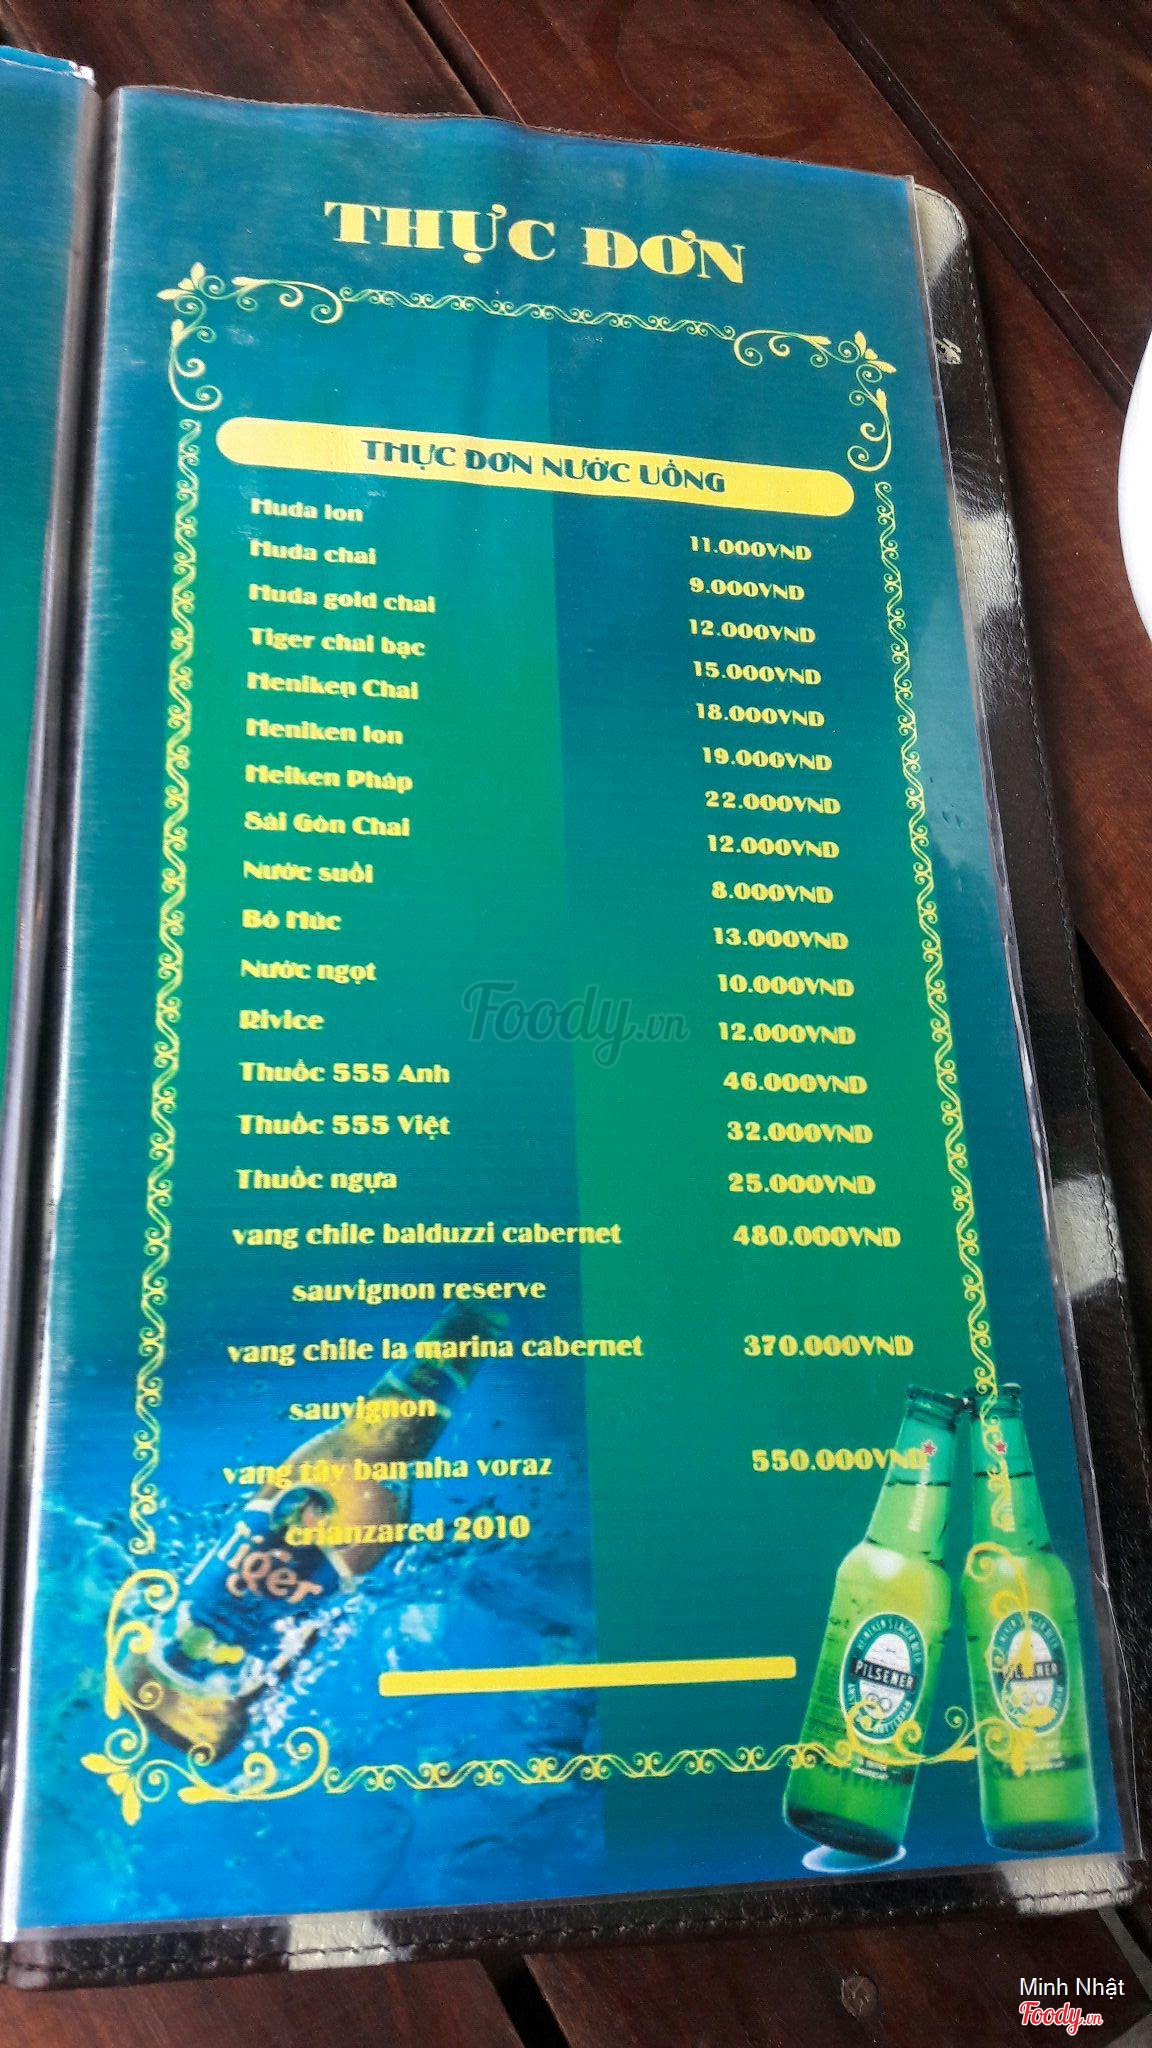 THỰC ĐƠN
THỰC ĐƠN NƯỚC UỐNG
Huda lon 11.000VND
Huda chai 9.000VND
Huda gold chai 12.000VND
Tiger chai bạc 15.000VND
Heniken Chai 18.000VND
Heniken lon 19.000VND
Heiken Pháp 22.000VND
Sài Gòn Chai 12.000VND
Nước suối 8.000VND
Bò Húc 13.000VND
Nước ngọt 10.000VND
Rivice 12.000VND
Thuốc 555 Anh 46.000VND
Thuốc 555 Việt 32.000VND
Thuốc ngựa 25.000VND
vang chile balduzzi cabernet 480.000VND
sauvignon reserve
vang chile la marina cabernet 370.000VND
sauvignon
vang tây ban nha voraz 550.000VND
crianzared 2010
Tiger
PILSENER
PILSENER
Foody.vn
Minh Nhật
Foody.vn